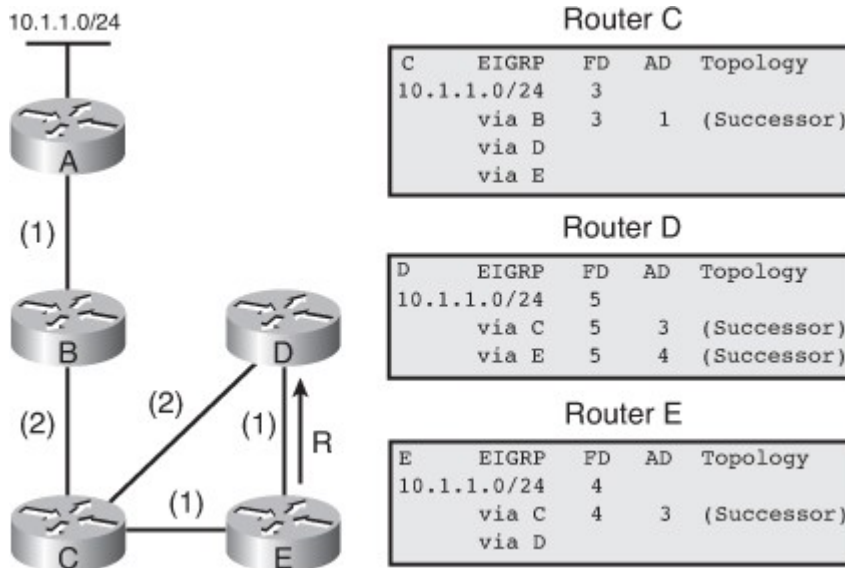 10.1.1.0/24
A
(1)
B
D
(2)
(2)
(1)
R
(1)
C
E
Router C
C EIGRP FD AD Topology
10.1.1.0/24 3
via B 3 1 (Successor)
via D
via E
Router D
D EIGRP FD AD Topology
10.1.1.0/24 5
via C 5 3 (Successor)
via E 5 4 (Successor)
Router E
E EIGRP FD AD Topology
10.1.1.0/24 4
via C 4 3 (Successor)
via D